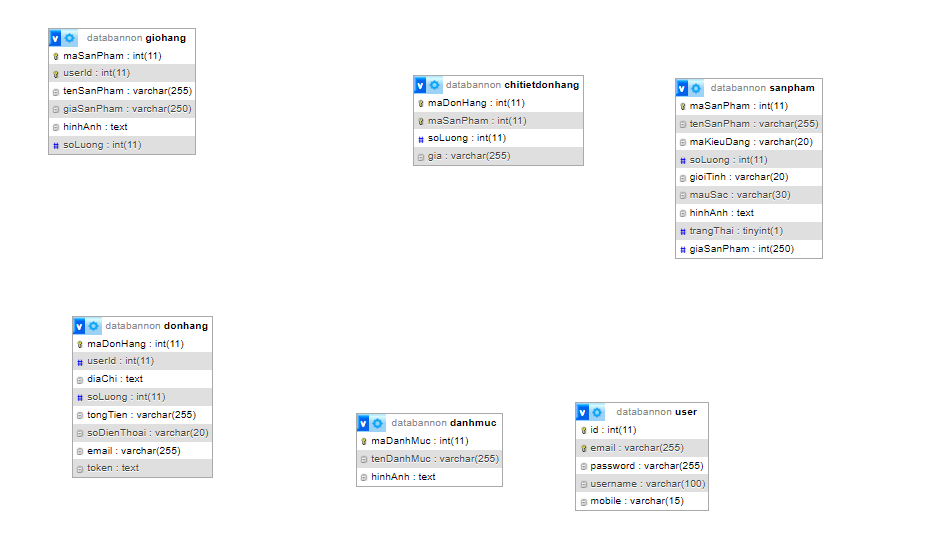 databannon giohang
maSanPham : int(11)
userId : int(11)
tenSanPham : varchar(255)
giaSanPham : varchar(250)
hinhAnh : text
# soLuong : int(11)
databannon chitietdonhang
maDonHang : int(11)
maSanPham : int(11)
# soLuong : int(11)
gia : varchar(255)
databannon sanpham
maSanPham : int(11)
tenSanPham : varchar(255)
maKieuDang : varchar(20)
# soLuong : int(11)
gioiTinh : varchar(20)
mauSac : varchar(30)
hinhAnh : text
# trangThai : tinyint(1)
# giaSanPham : int(250)
databannon donhang
maDonHang : int(11)
# userId : int(11)
diaChi : text
# soLuong : int(11)
tongTien : varchar(255)
soDienThoai : varchar(20)
email : varchar(255)
token : text
databannon danhmuc
maDanhMuc : int(11)
tenDanhMuc : varchar(255)
hinhAnh : text
databannon user
id : int(11)
email : varchar(255)
password : varchar(255)
username : varchar(100)
mobile : varchar(15)